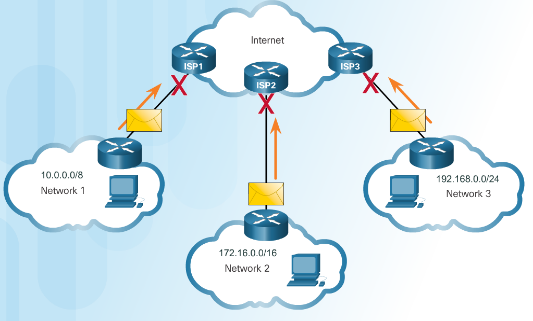 Internet
ISP1
ISP2
ISP3
10.0.0.0/8
Network 1
172.16.0.0/16
Network 2
192.168.0.0/24
Network 3